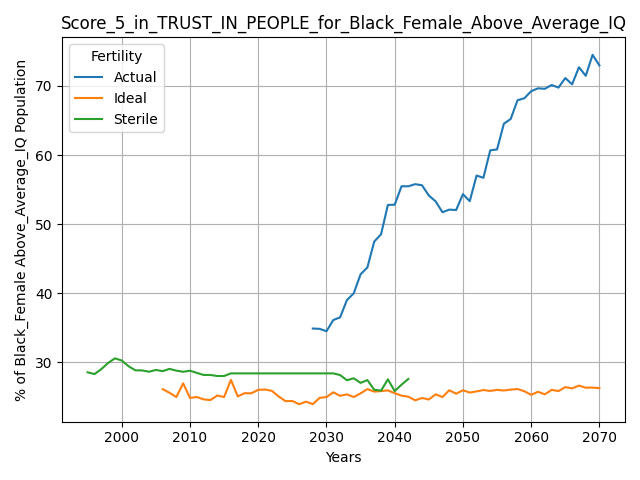 Score_5_in_TRUST_IN_PEOPLE_for_Black_Female_Above_Average_IQ
Fertility
Actual
Ideal
Sterile
% of Black_Female Above_Average_IQ Population
70
60
50
40
30
2000
2010
2020
2030
2040
2050
2060
2070
Years